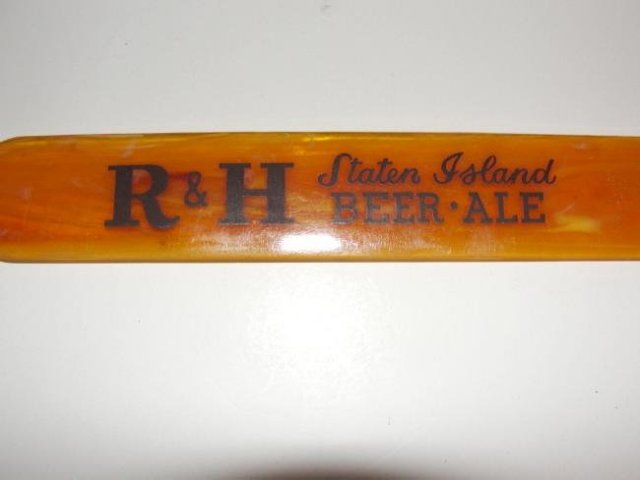 R & H Staten Island
BEER · ALE